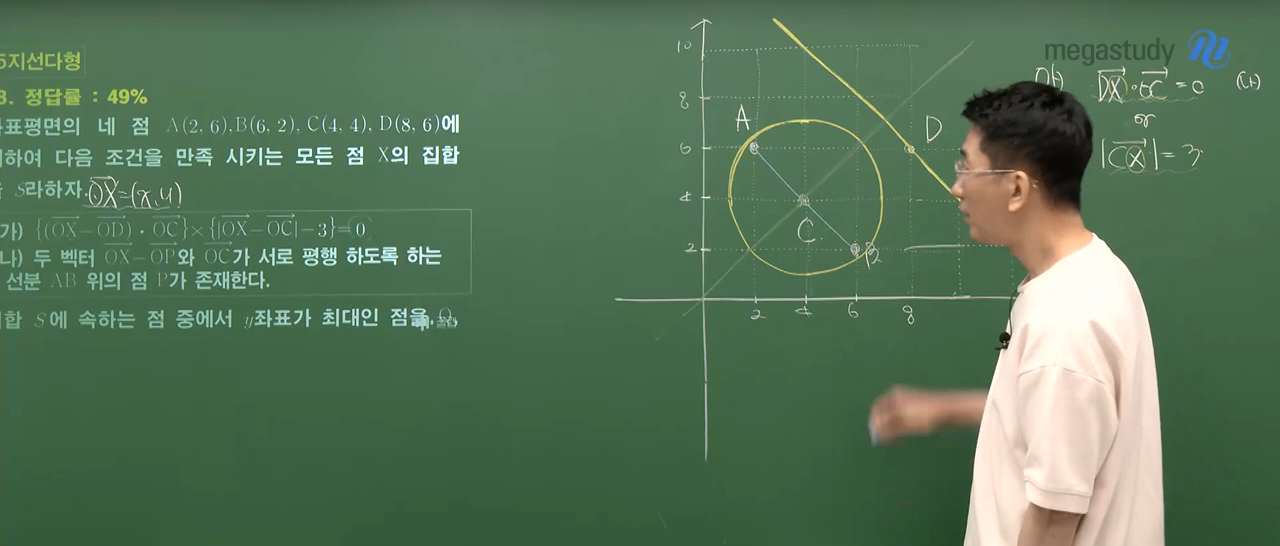 5지선다형
3. 정답률 : 49%
좌표평면의 네 점 A(2, 6), B(6, 2), C(4, 4), D(8, 6)에
하여 다음 조건을 만족 시키는 모든 점 X의 집합
S라하자. OX=(x,y)
가) {(OX-OD)·OC}×{|OX-OC|-3}=0
나) 두 벡터 OX-OP와 OC가 서로 평행 하도록 하는
선분 AB 위의 점 P가 존재한다.
합 S에 속하는 점 중에서 y좌표가 최대인 점을 Q,
10
8
6
4
2
2 4 6 8
A
D
C
B
megastudy
DX·OC=0
or
|CX|=3